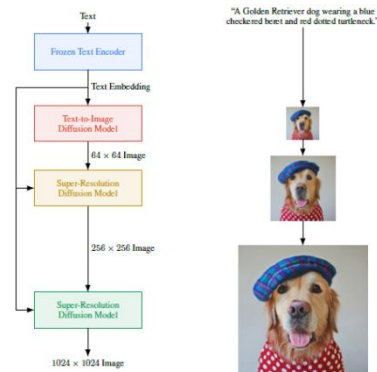 Text
Frozen Text Encoder
Text Embedding
Text-to-Image
Diffusion Model
64 × 64 Image
Super-Resolution
Diffusion Model
256 × 256 Image
Super-Resolution
Diffusion Model
1024 × 1024 Image
“A Golden Retriever dog wearing a blue
checkered beret and red dotted turtleneck.”